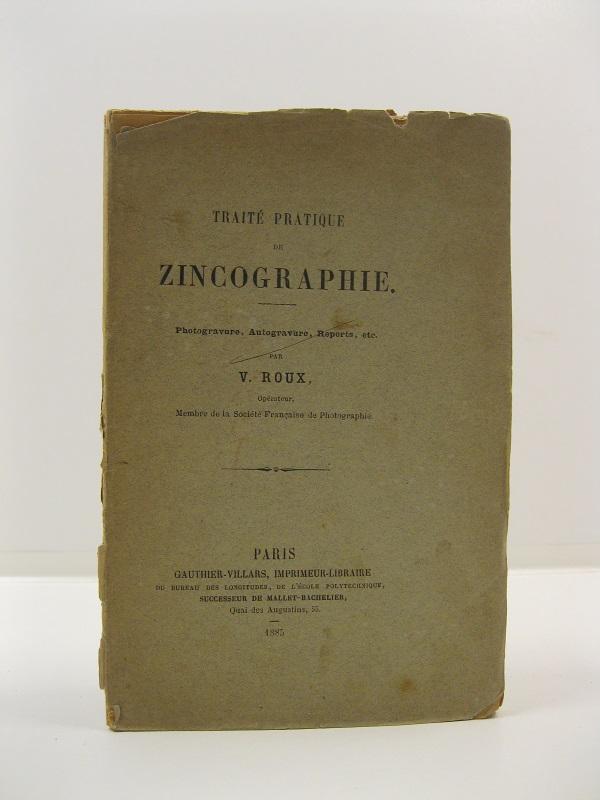 TRAITÉ PRATIQUE
DE
ZINCOGRAPHIE.
Photogravure, Autogravure, Reports, etc.
PAR
V. ROUX,
Opérateur,
Membre de la Société Française de Photographie.
PARIS
GAUTHIER-VILLARS, IMPRIMEUR-LIBRAIRE
DU BUREAU DES LONGITUDES, DE L'ÉCOLE POLYTECHNIQUE,
SUCCESSEUR DE MALLET-BACHELIER,
Quai des Augustins, 55.
1885